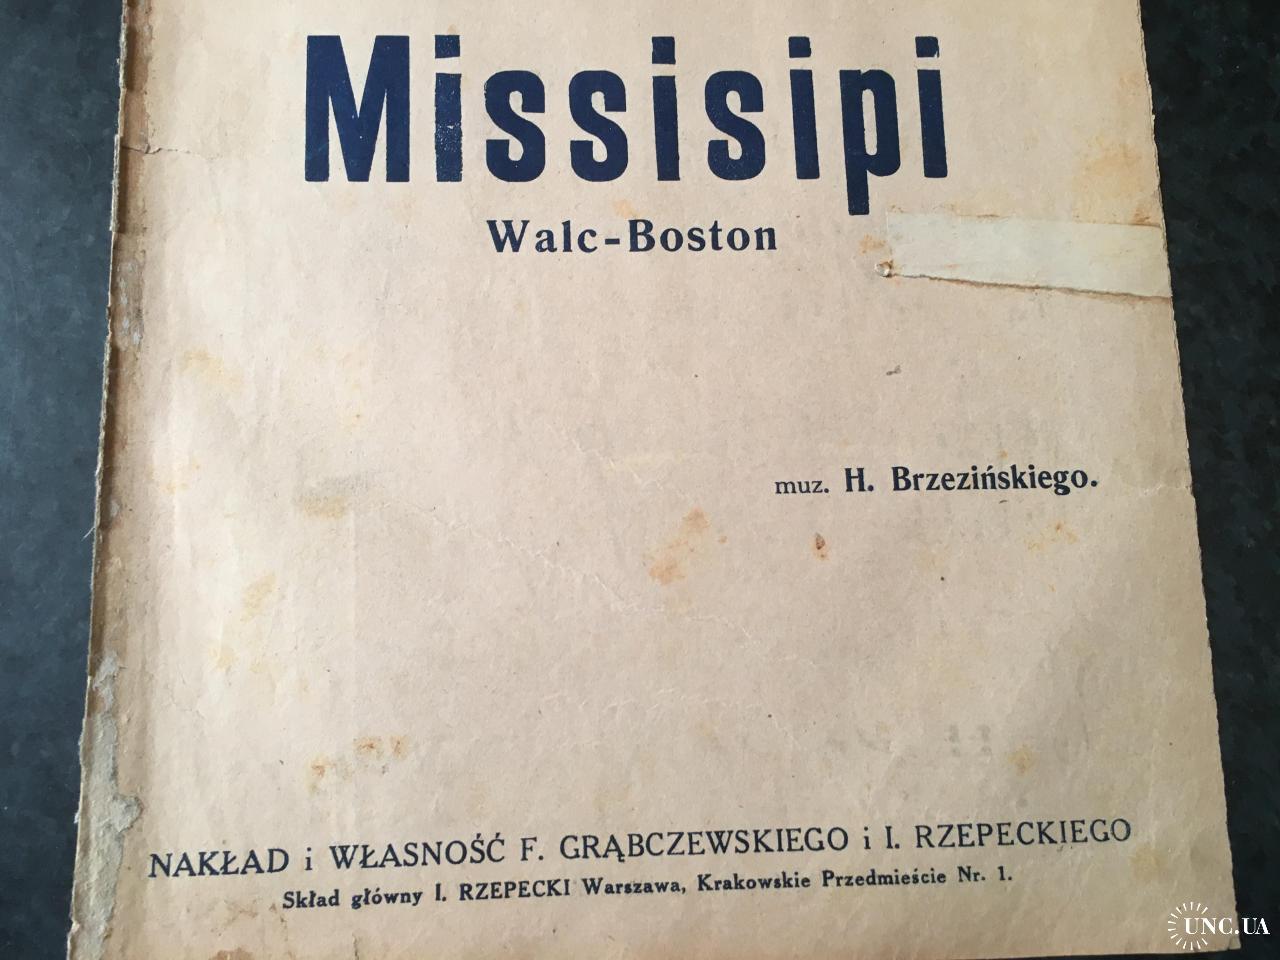 Missisipi
Walc-Boston
muz. H. Brzezińskiego.
NAKŁAD i WŁASNOŚĆ F. GRĄBCZEWSKIEGO i I. RZEPECKIEGO
Skład główny I. RZEPECKI Warszawa, Krakowskie Przedmieście Nr. 1.
UNC.UA